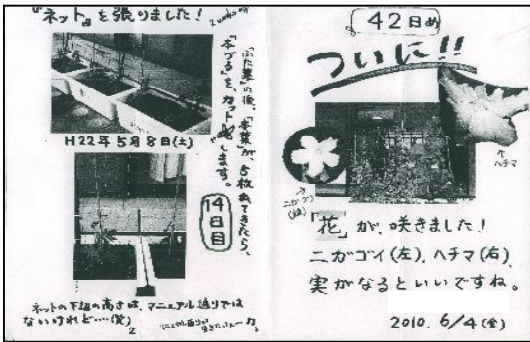 『ネット』を張りました!
H22年5月8日(土)
「ふた葉」の後、「本葉」が、5枚出てきたら、
「本づる」を、カットします。
14日目
ネットの下組の高さは、マニュアル通りでは
ないけれど…(笑)
2
42日め
ついに!!
ヘチマ
ニガゴイ
「花」が、咲きました!
ニガゴイ(左)、ヘチマ(右)、
実がなるといいですね。
2010. 6/4(金)